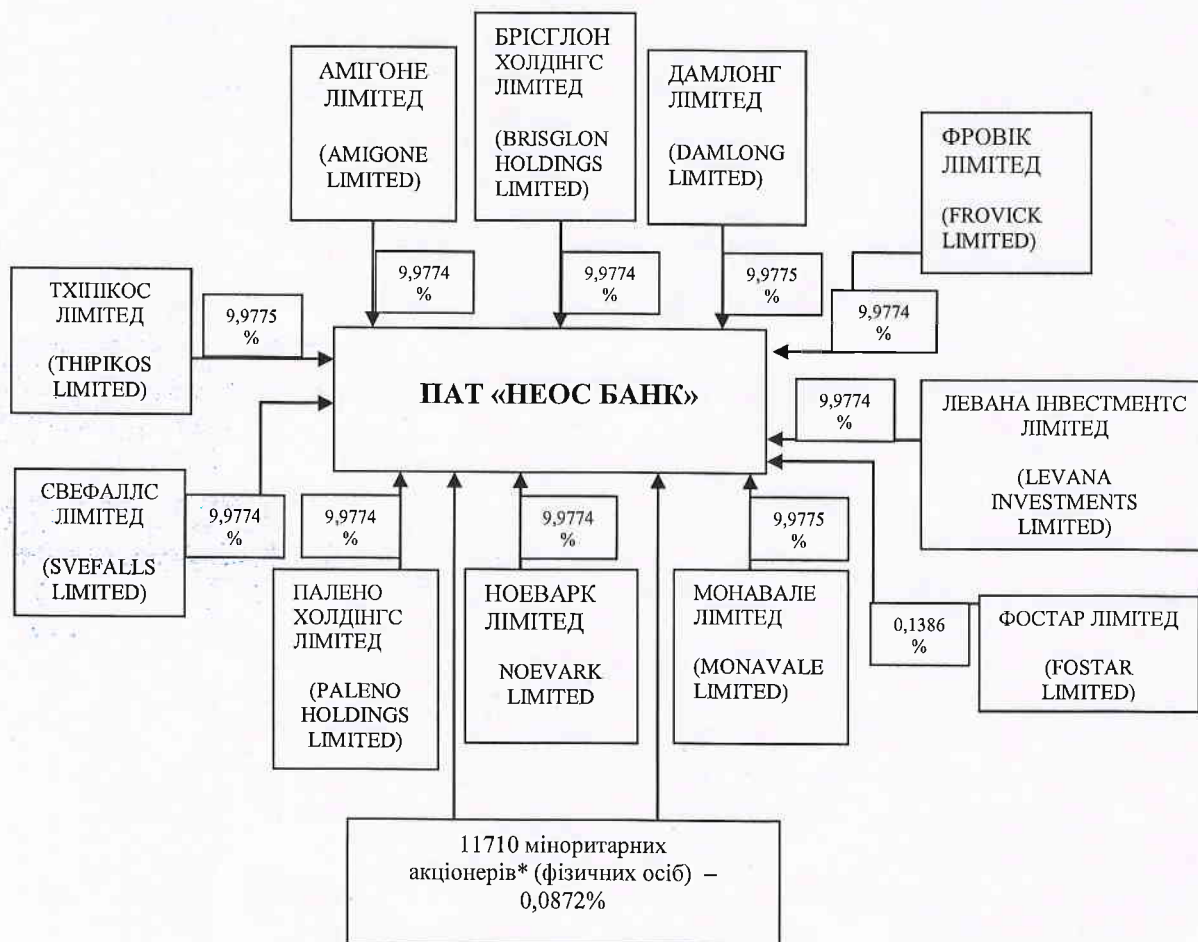 АМІГОНЕ
ЛІМІТЕД
(AMIGONE
LIMITED)
БРІСГЛОН
ХОЛДІНГС
ЛІМІТЕД
(BRISGLON
HOLDINGS
LIMITED)
ДАМЛОНГ
ЛІМІТЕД
(DAMLONG
LIMITED)
ФРОВІК
ЛІМІТЕД
(FROVICK
LIMITED)
9,9774
%
9,9774
%
9,9775
%
9,9774
%
ТХІПІКОС
ЛІМІТЕД
(THIPIKOS
LIMITED)
9,9775
%
ПАТ «НЕОС БАНК»
9,9774
%
ЛЕВАНА ІНВЕСТМЕНТС
ЛІМІТЕД
(LEVANA
INVESTMENTS
LIMITED)
СВЕФАЛЛС
ЛІМІТЕД
(SVEFALLS
LIMITED)
9,9774
%
9,9774
%
9,9774
%
9,9775
%
ПАЛЕНО
ХОЛДІНГС
ЛІМІТЕД
(PALENO
HOLDINGS
LIMITED)
НОЕВАРК
ЛІМІТЕД
NOEVARK
LIMITED
МОНАВАЛЕ
ЛІМІТЕД
(MONAVALE
LIMITED)
0,1386
%
ФОСТАР ЛІМІТЕД
(FOSTAR
LIMITED)
11710 міноритарних
акціонерів* (фізичних осіб) –
0,0872%